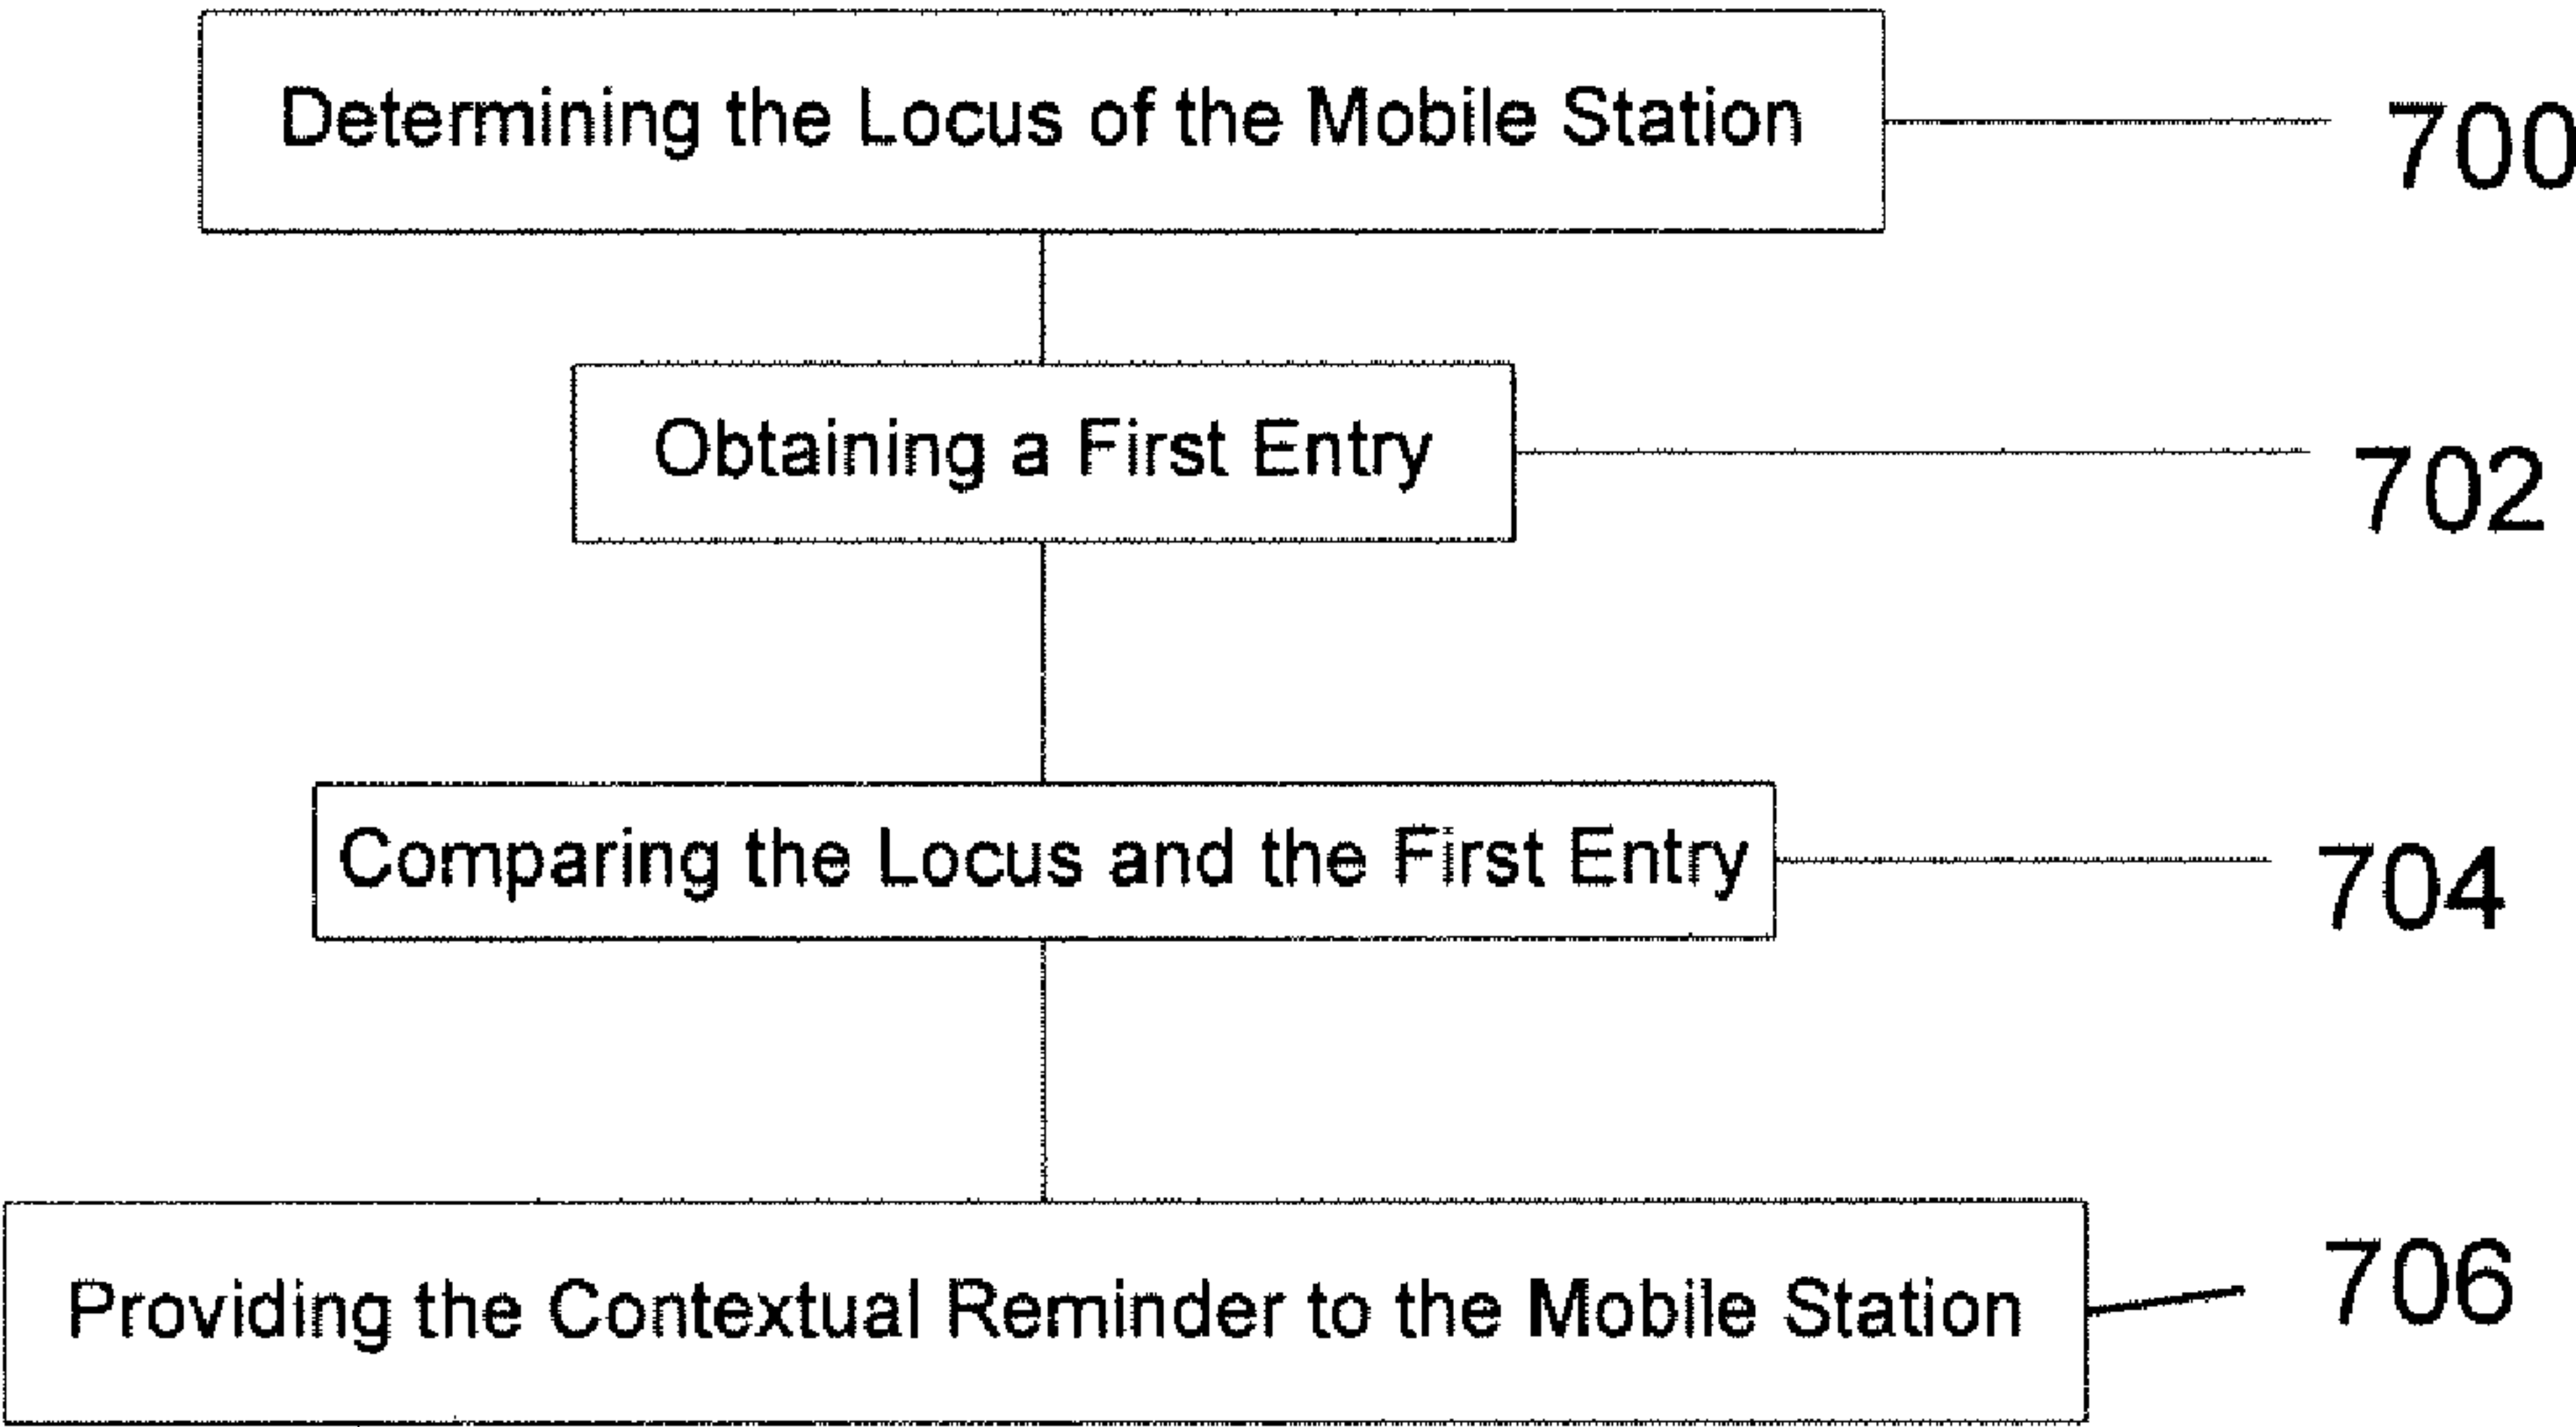 Determining the Locus of the Mobile Station
700
Obtaining a First Entry
702
Comparing the Locus and the First Entry
704
Providing the Contextual Reminder to the Mobile Station
706